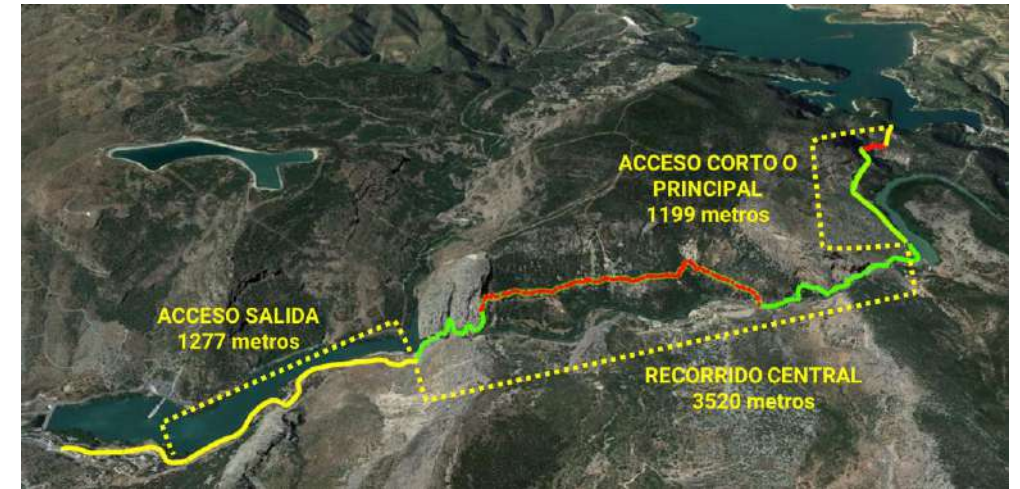 ACCESO CORTO O
PRINCIPAL
1199 metros
ACCESO SALIDA
1277 metros
RECORRIDO CENTRAL
3520 metros